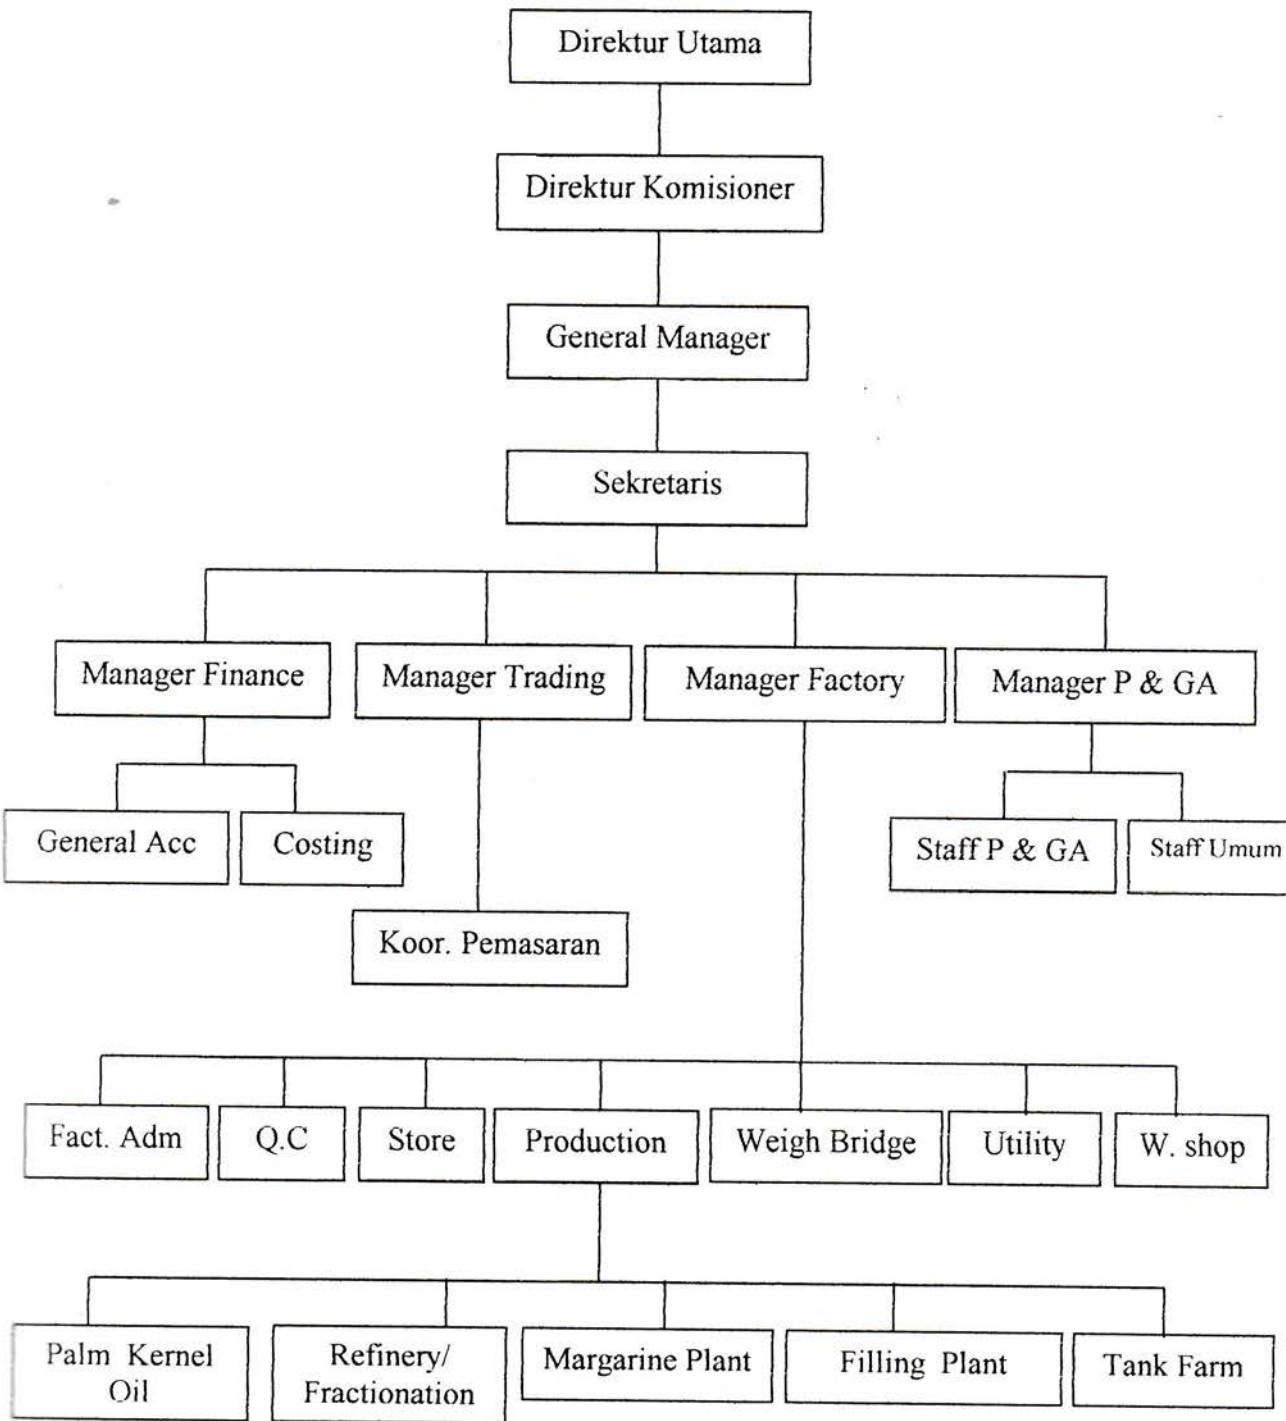 Direktur Utama
Direktur Komisioner
General Manager
Sekretaris
Manager Finance
Manager Trading
Manager Factory
Manager P & GA
General Acc
Costing
Staff P & GA
Staff Umum
Koor. Pemasaran
Fact. Adm
Q.C
Store
Production
Weigh Bridge
Utility
W. shop
Palm Kernel
Oil
Refinery/
Fractionation
Margarine Plant
Filling Plant
Tank Farm